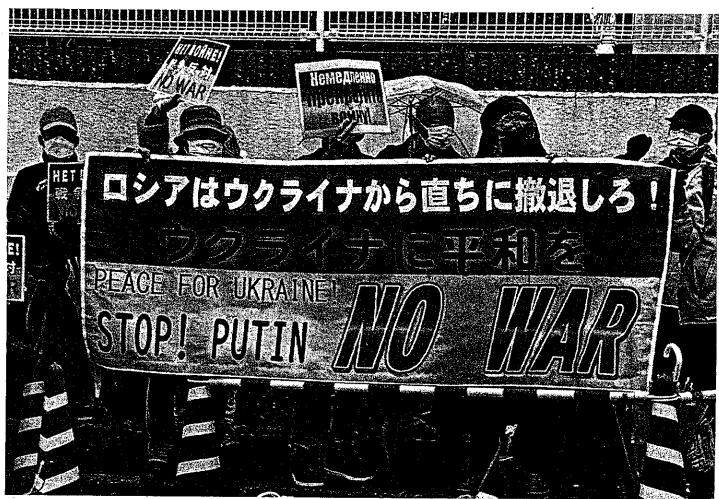 НЕТ ВОЙНЕ!
NO WAR
Немедленно
прекратить
войну!
НЕТ
ロシアはウクライナから直ちに撤退しろ!
ウクライナに平和を
PEACE FOR UKRAINE!
STOP! PUTIN NO WAR